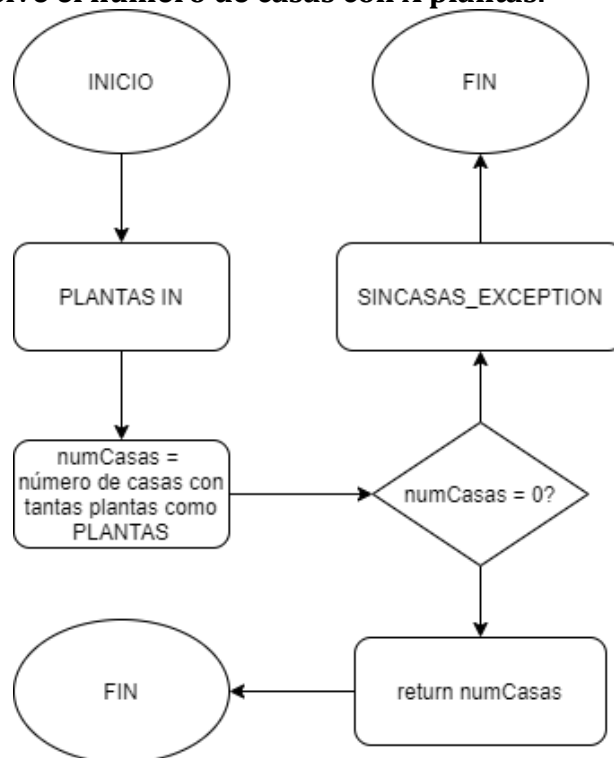 el número de casas con X plantas.
INICIO
FIN
PLANTAS IN
SINCASAS_EXCEPTION
numCasas =
número de casas con
tantas plantas como
PLANTAS
numCasas = 0?
FIN
return numCasas